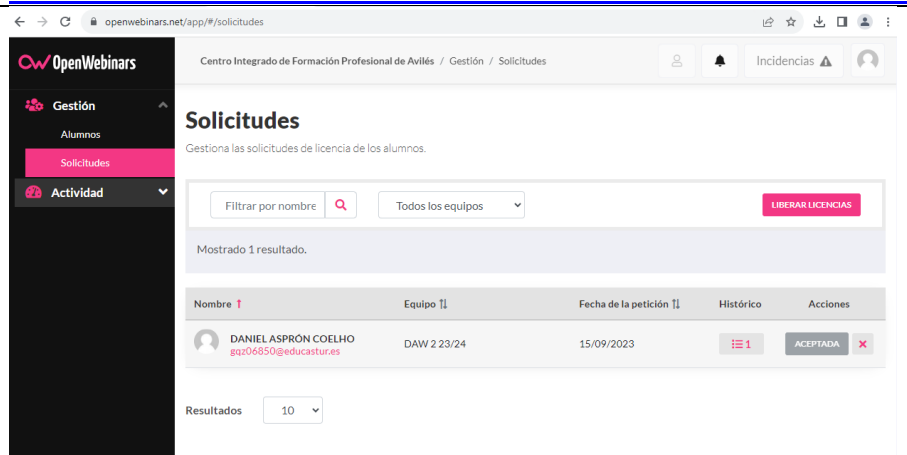 openwebinars.net/app/#/solicitudes
OpenWebinars
Centro Integrado de Formación Profesional de Avilés / Gestión / Solicitudes
Incidencias
Gestión
Alumnos
Solicitudes
Actividad
Solicitudes
Gestiona las solicitudes de licencia de los alumnos.
Filtrar por nombre
Todos los equipos
LIBERAR LICENCIAS
Mostrado 1 resultado.
Nombre Equipo Fecha de la petición Histórico Acciones
DANIEL ASPRÓN COELHO DAW 2 23/24 15/09/2023 1 ACEPTADA
gqz06850@educastur.es
Resultados 10